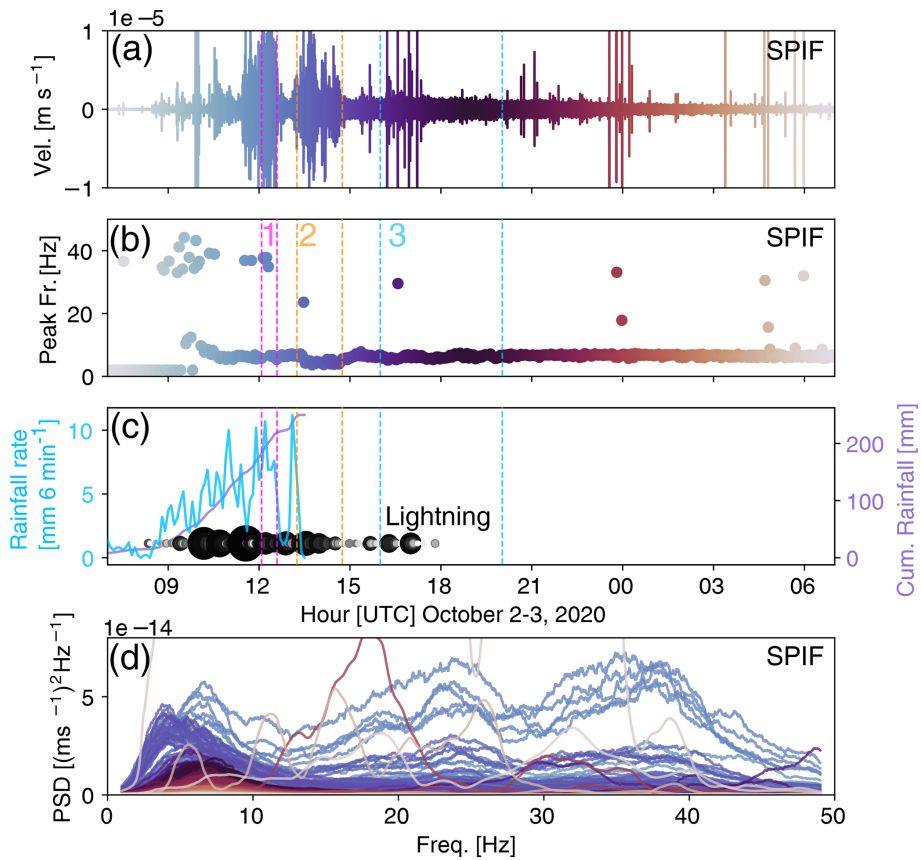 1e−5
(a)
SPIF
Vel. [m s⁻¹]
1
0
−1
(b)
1
2
3
SPIF
Peak Fr.[Hz]
40
20
0
(c)
Rainfall rate
[mm 6 min⁻¹]
10
5
0
Lightning
Cum. Rainfall [mm]
200
100
0
09 12 15 18 21 00 03 06
Hour [UTC] October 2-3, 2020
1e−14
(d)
SPIF
PSD [(ms⁻¹)²Hz⁻¹]
5
0
0 10 20 30 40 50
Freq. [Hz]